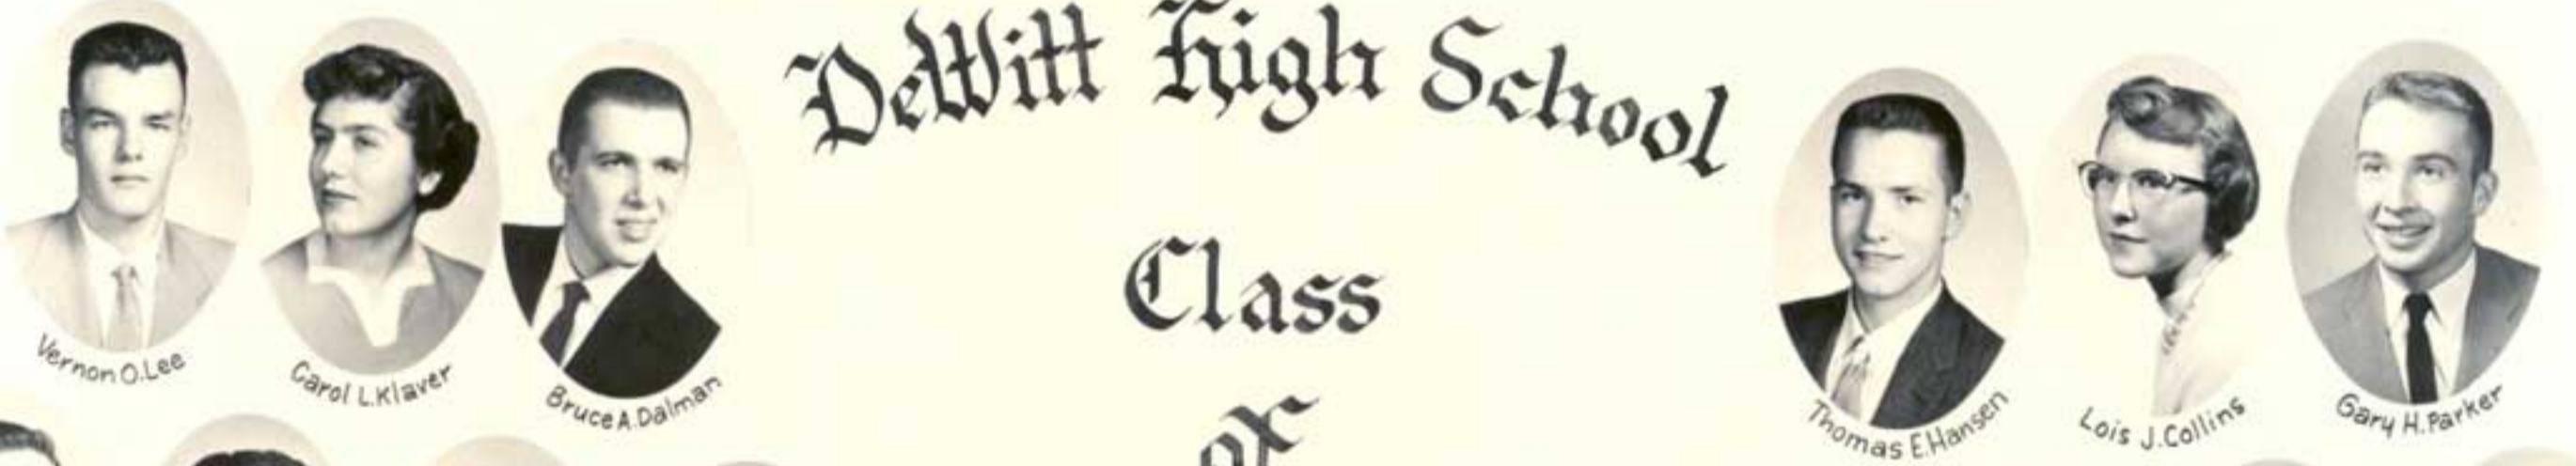 DeWitt High School
Class
of
Vernon O. Lee
Carol L. Klaver
Bruce A. Dalman
Thomas E. Hansen
Lois J. Collins
Gary H. Parker